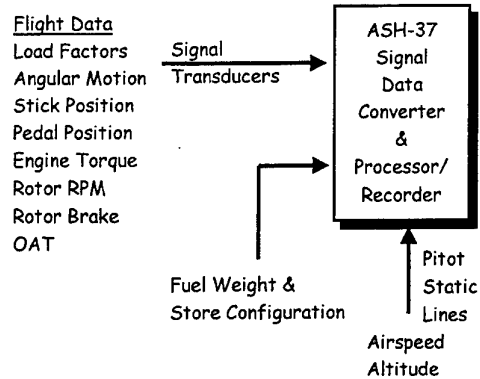 Flight Data
Load Factors
Angular Motion
Stick Position
Pedal Position
Engine Torque
Rotor RPM
Rotor Brake
OAT
Signal
Transducers
ASH-37
Signal
Data
Converter
&
Processor/
Recorder
Fuel Weight &
Store Configuration
Pitot
Static
Lines
Airspeed
Altitude